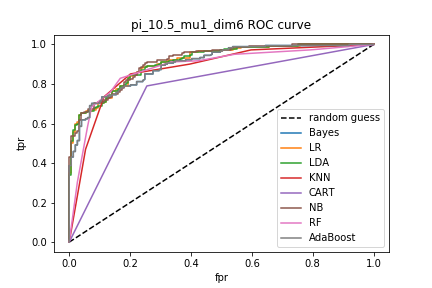 pi_10.5_mu1_dim6 ROC curve
1.0
0.8
0.6
0.4
0.2
0.0
tpr
random guess
Bayes
LR
LDA
KNN
CART
NB
RF
AdaBoost
0.0 0.2 0.4 0.6 0.8 1.0
fpr